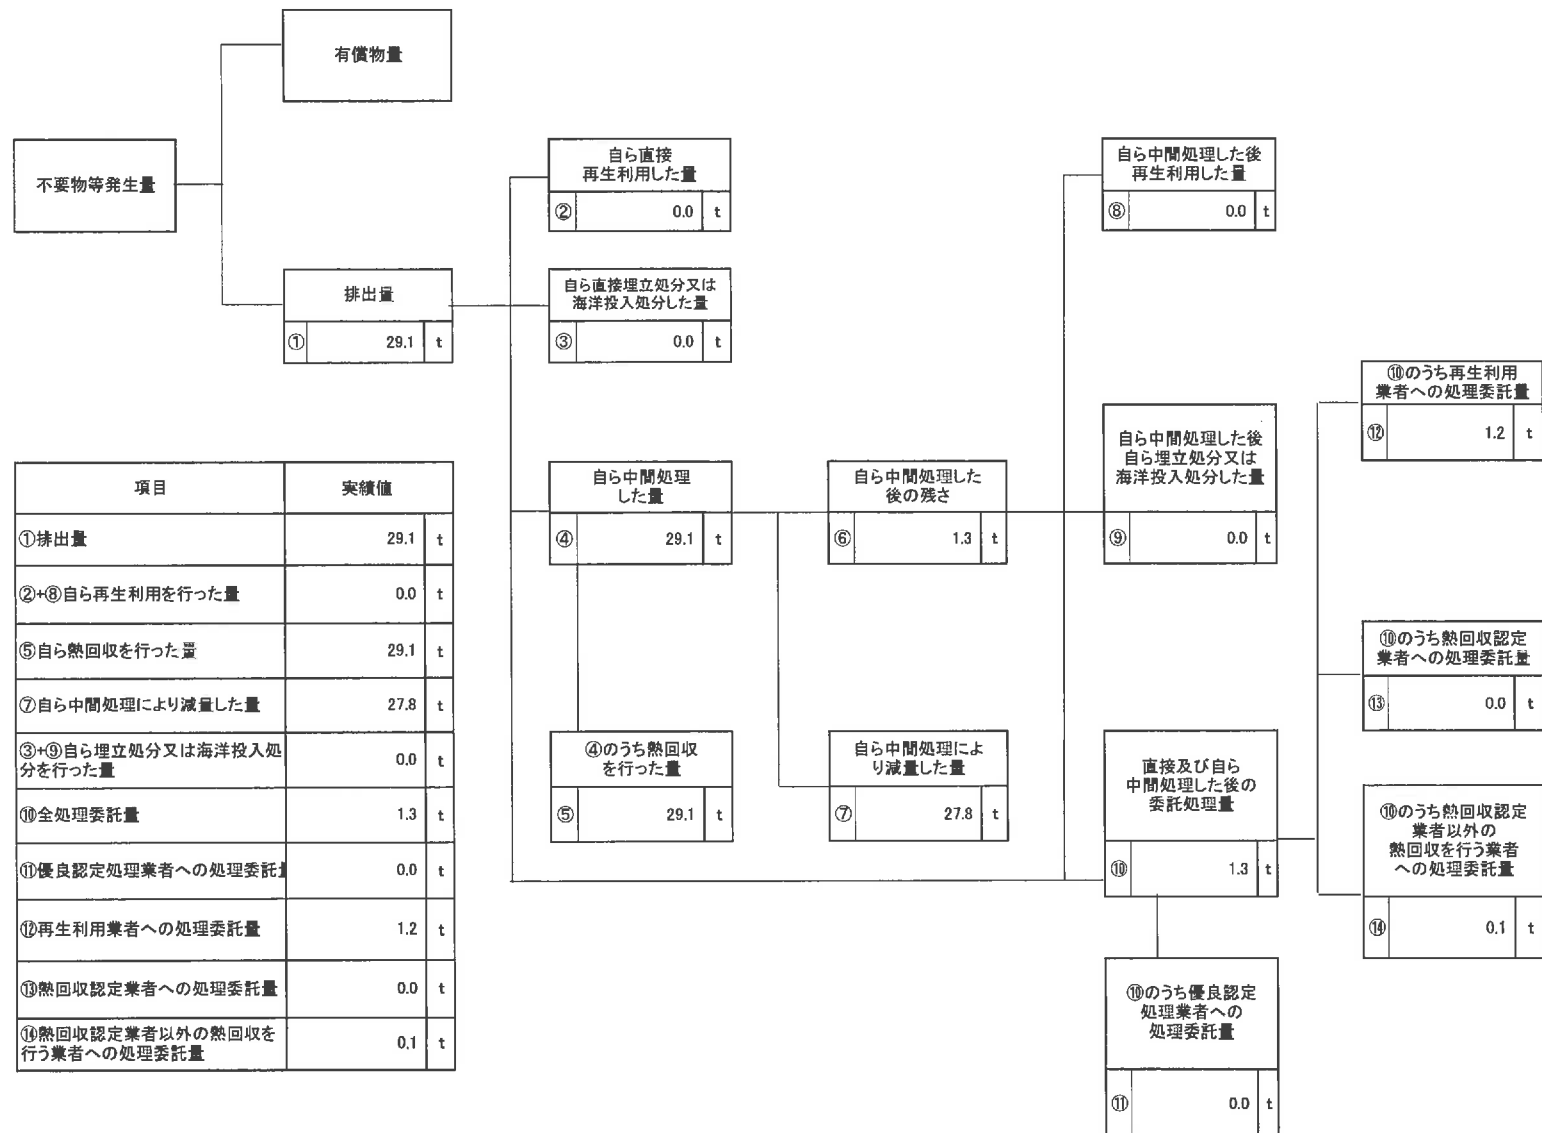 有償物量
不要物等発生量
排出量
① 29.1 t
自ら直接
再生利用した量
② 0.0 t
自ら直接埋立処分又は
海洋投入処分した量
③ 0.0 t
自ら中間処理
した量
④ 29.1 t
④のうち熱回収
を行った量
⑤ 29.1 t
自ら中間処理した
後の残さ
⑥ 1.3 t
自ら中間処理によ
り減量した量
⑦ 27.8 t
自ら中間処理した後
再生利用した量
⑧ 0.0 t
自ら中間処理した後
自ら埋立処分又は
海洋投入処分した量
⑨ 0.0 t
直接及び自ら
中間処理した後の
委託処理量
⑩ 1.3 t
⑩のうち優良認定
処理業者への
処理委託量
⑪ 0.0 t
⑩のうち再生利用
業者への処理委託量
⑫ 1.2 t
⑩のうち熱回収認定
業者への処理委託量
⑬ 0.0 t
⑩のうち熱回収認定
業者以外の
熱回収を行う業者
への処理委託量
⑭ 0.1 t
項目 実績値
①排出量 29.1 t
②+⑧自ら再生利用を行った量 0.0 t
⑤自ら熱回収を行った量 29.1 t
⑦自ら中間処理により減量した量 27.8 t
③+⑨自ら埋立処分又は海洋投入処
分を行った量 0.0 t
⑩全処理委託量 1.3 t
⑪優良認定処理業者への処理委託 0.0 t
⑫再生利用業者への処理委託量 1.2 t
⑬熱回収認定業者への処理委託量 0.0 t
⑭熱回収認定業者以外の熱回収を
行う業者への処理委託量 0.1 t